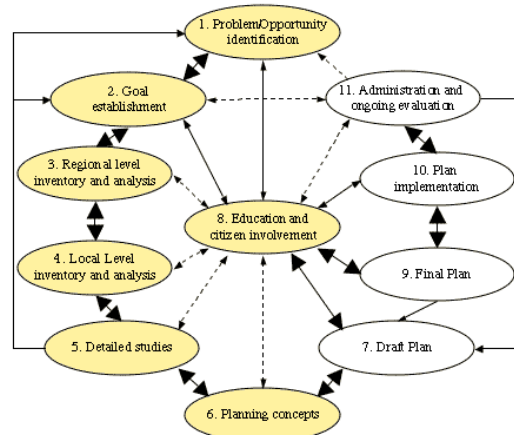 1. Problem/Opportunity
identification
2. Goal
establishment
11. Administration and
ongoing evaluation
3. Regional level
inventory and analysis
10. Plan
implementation
8. Education and
citizen involvement
4. Local Level
inventory and analysis
9. Final Plan
5. Detailed studies
7. Draft Plan
6. Planning concepts